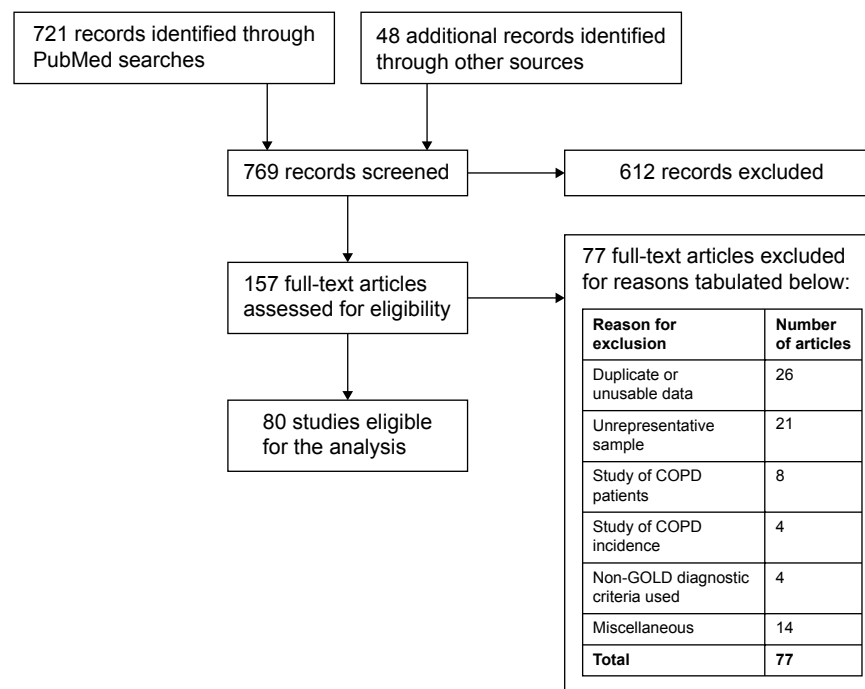 721 records identified through
PubMed searches
48 additional records identified
through other sources
769 records screened
612 records excluded
157 full-text articles
assessed for eligibility
77 full-text articles excluded
for reasons tabulated below:
Reason for
exclusion
Number
of articles
Duplicate or
unusable data
26
Unrepresentative
sample
21
Study of COPD
patients
8
Study of COPD
incidence
4
Non-GOLD diagnostic
criteria used
4
Miscellaneous
14
Total
77
80 studies eligible
for the analysis